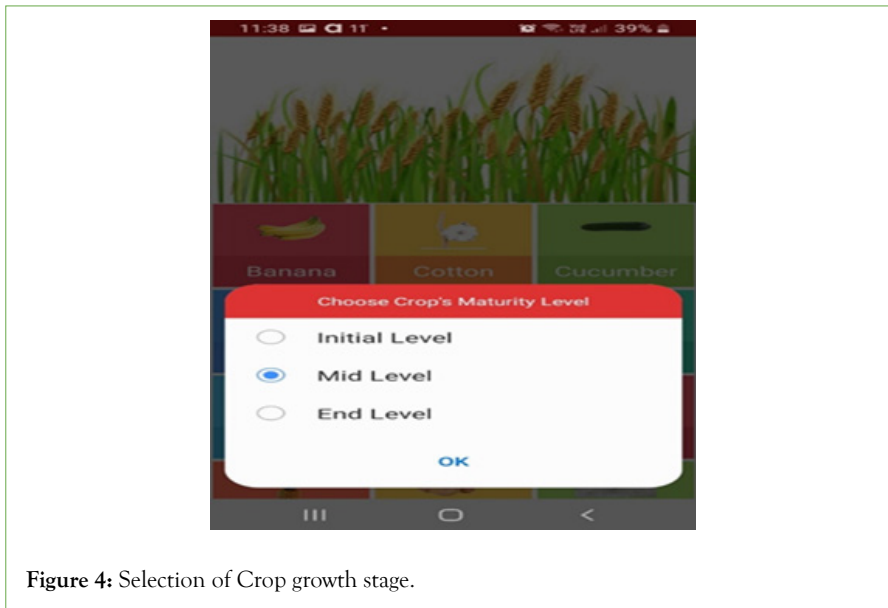 11:38
39%
Banana Cotton Cucumber
Choose Crop's Maturity Level
Initial Level
Mid Level
End Level
OK
Figure 4: Selection of Crop growth stage.